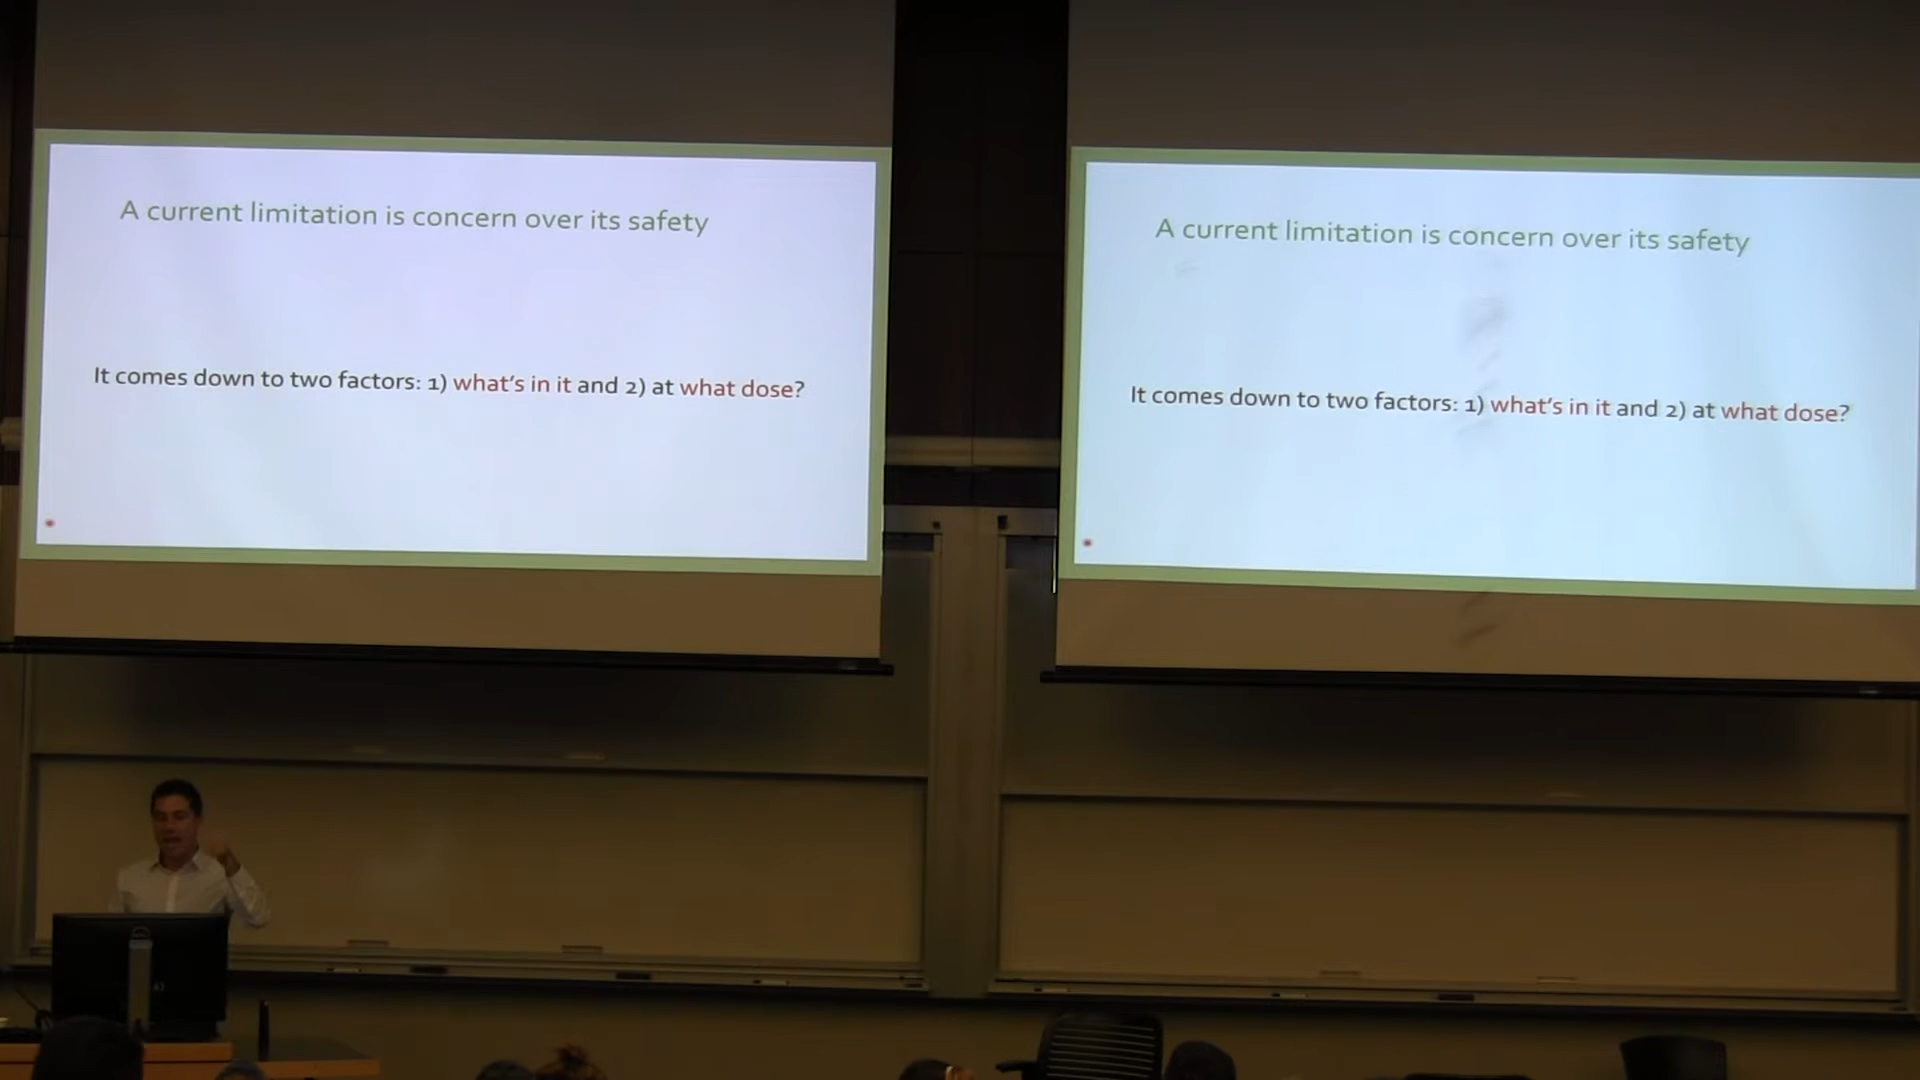 A current limitation is concern over its safety
It comes down to two factors: 1) what's in it and 2) at what dose?
A current limitation is concern over its safety
It comes down to two factors: 1) what's in it and 2) at what dose?